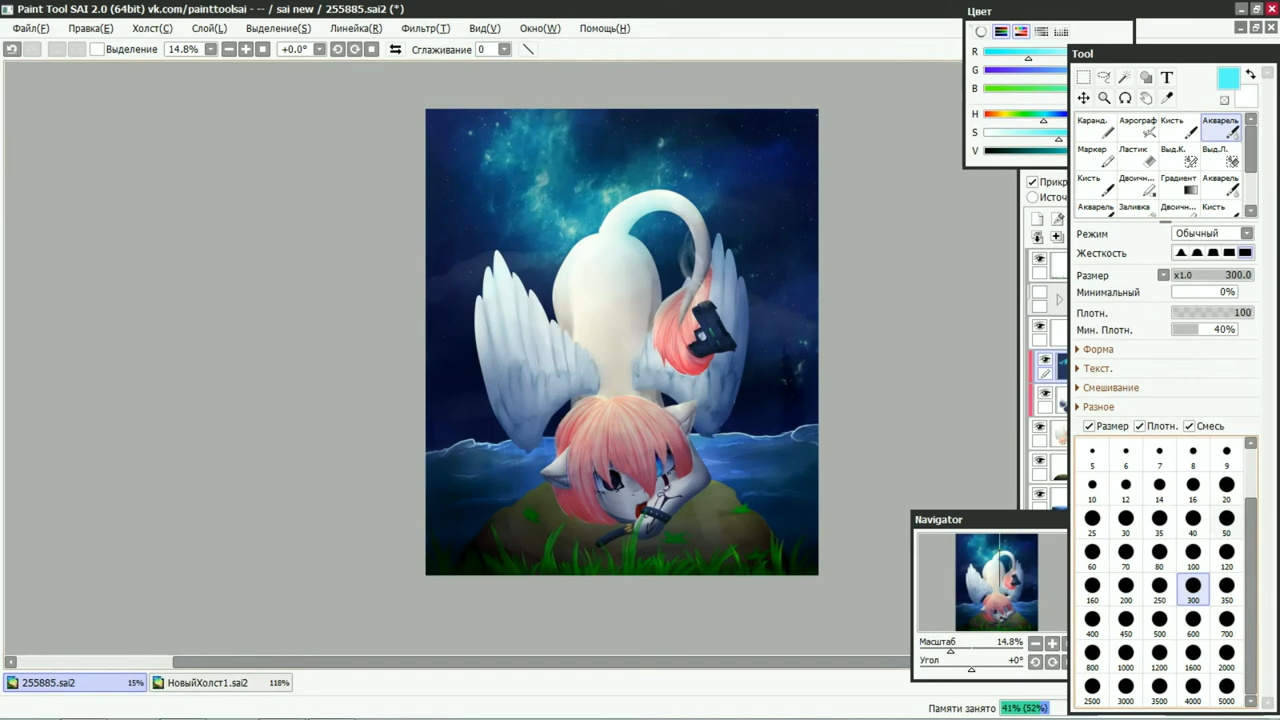 Paint Tool SAI 2.0 (64bit) vk.com/painttoolsai - -- / sai new / 255885.sai2 (*)
Файл(F) Правка(E) Холст(C) Слой(L) Выделения(S) Линейка(R) Фильтр(T) Вид(V) Окно(W) Помощь(H)
Выделение 14.8% +0.0° Сглаживание 0
Цвет
R
G
B
H
S
V
Прикр
Источ
Tool
T
Каранд. Аэрограф Кисть Акварель
Маркер Ластик Выд.К. Выд.Л.
Кисть Двоичн... Градиент Акварель
Акварель Заливка Двоичн... Кисть
Режим Обычный
Жесткость
Размер x1.0 300.0
Минимальный 0%
Плотн. 100
Мин. Плотн. 40%
Форма
Текст.
Смешивание
Разное
Размер Плотн. Смесь
5 6 7 8 9
10 12 14 16 20
25 30 35 40 50
60 70 80 100 120
160 200 250 300 350
400 450 500 600 700
800 1000 1200 1600 2000
2500 3000 3500 4000 5000
Navigator
Масштаб 14.8%
Угол +0°
255885.sai2 15% НовыйХолст1.sai2 118%
Памяти занято 41% (52%)